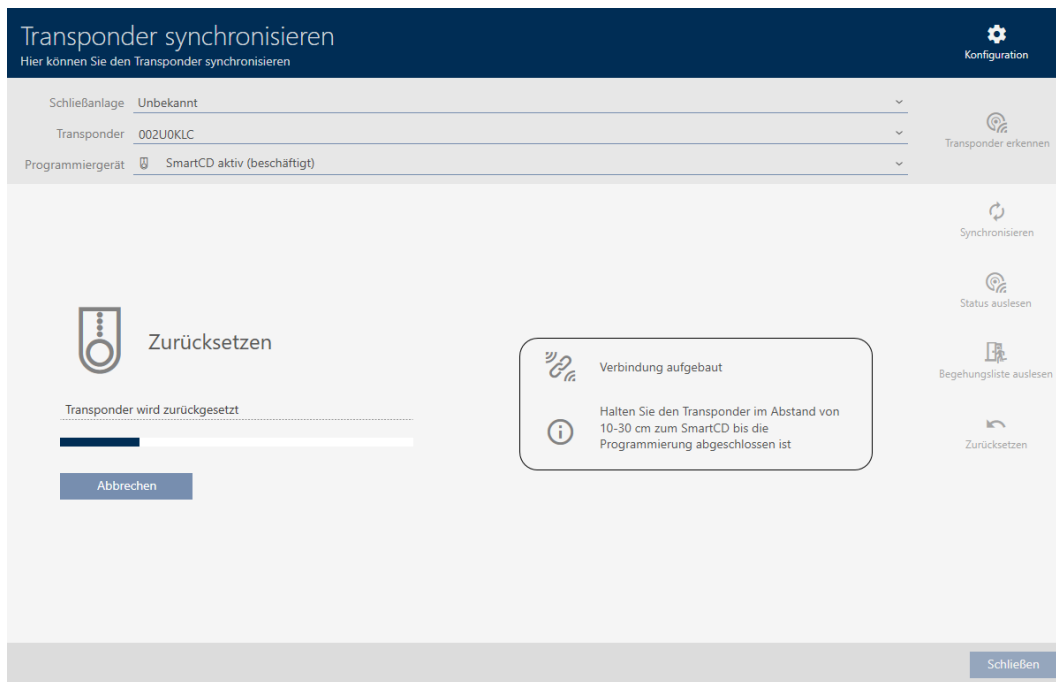 Transponder synchronisieren
Hier können Sie den Transponder synchronisieren
Konfiguration
Schließanlage Unbekannt
Transponder 002U0KLC
Programmiergerät SmartCD aktiv (beschäftigt)
Transponder erkennen
Synchronisieren
Status auslesen
Begehungsliste auslesen
Zurücksetzen
Zurücksetzen
Transponder wird zurückgesetzt
Abbrechen
Verbindung aufgebaut
Halten Sie den Transponder im Abstand von
10-30 cm zum SmartCD bis die
Programmierung abgeschlossen ist
Schließen